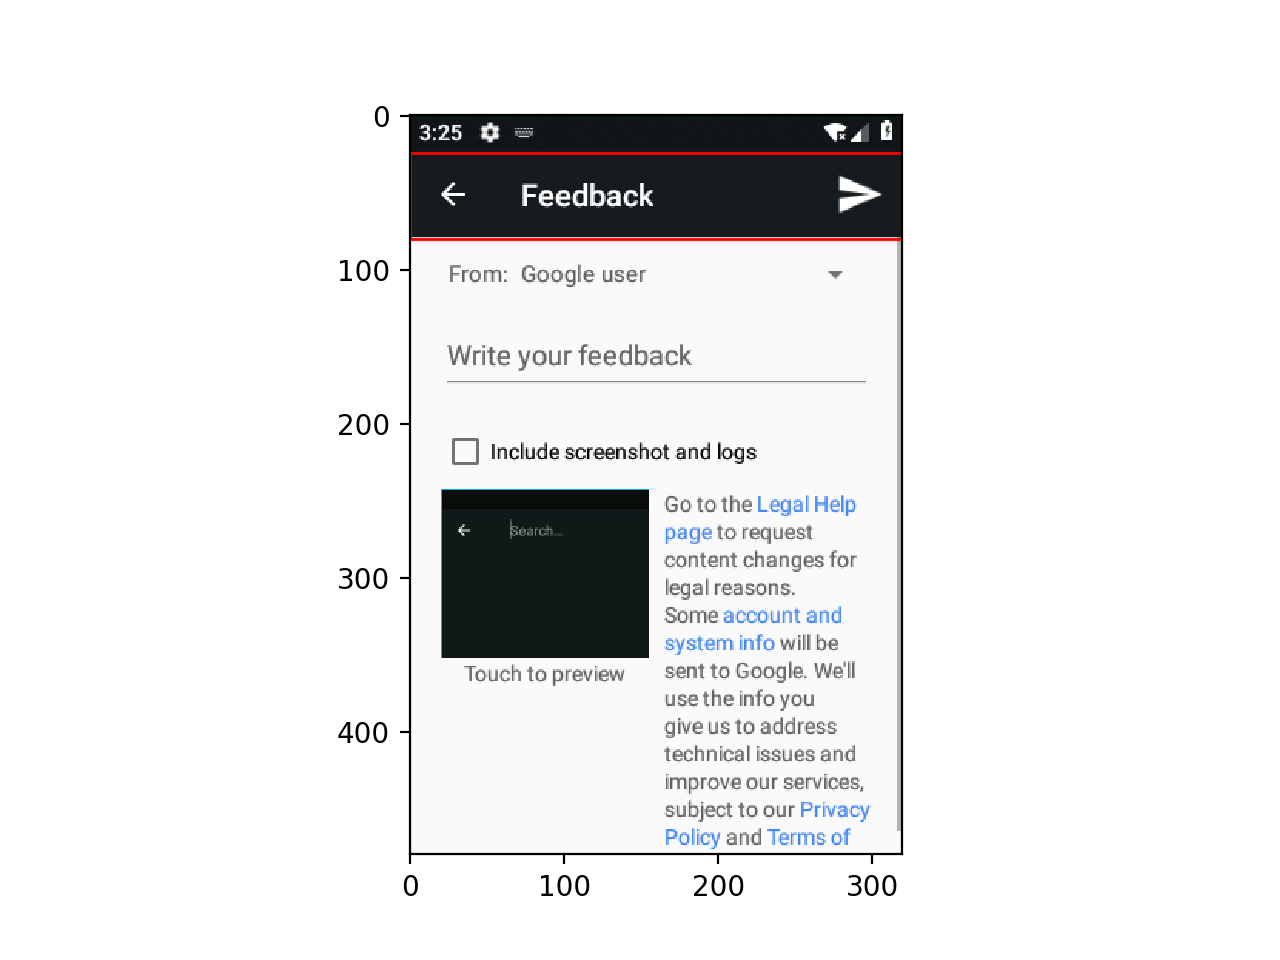 0
100
200
300
400
3:25
Feedback
From: Google user
Write your feedback
Include screenshot and logs
Search...
Touch to preview
Go to the Legal Help
page to request
content changes for
legal reasons.
Some account and
system info will be
sent to Google. We'll
use the info you
give us to address
technical issues and
improve our services,
subject to our Privacy
Policy and Terms of
0
100
200
300